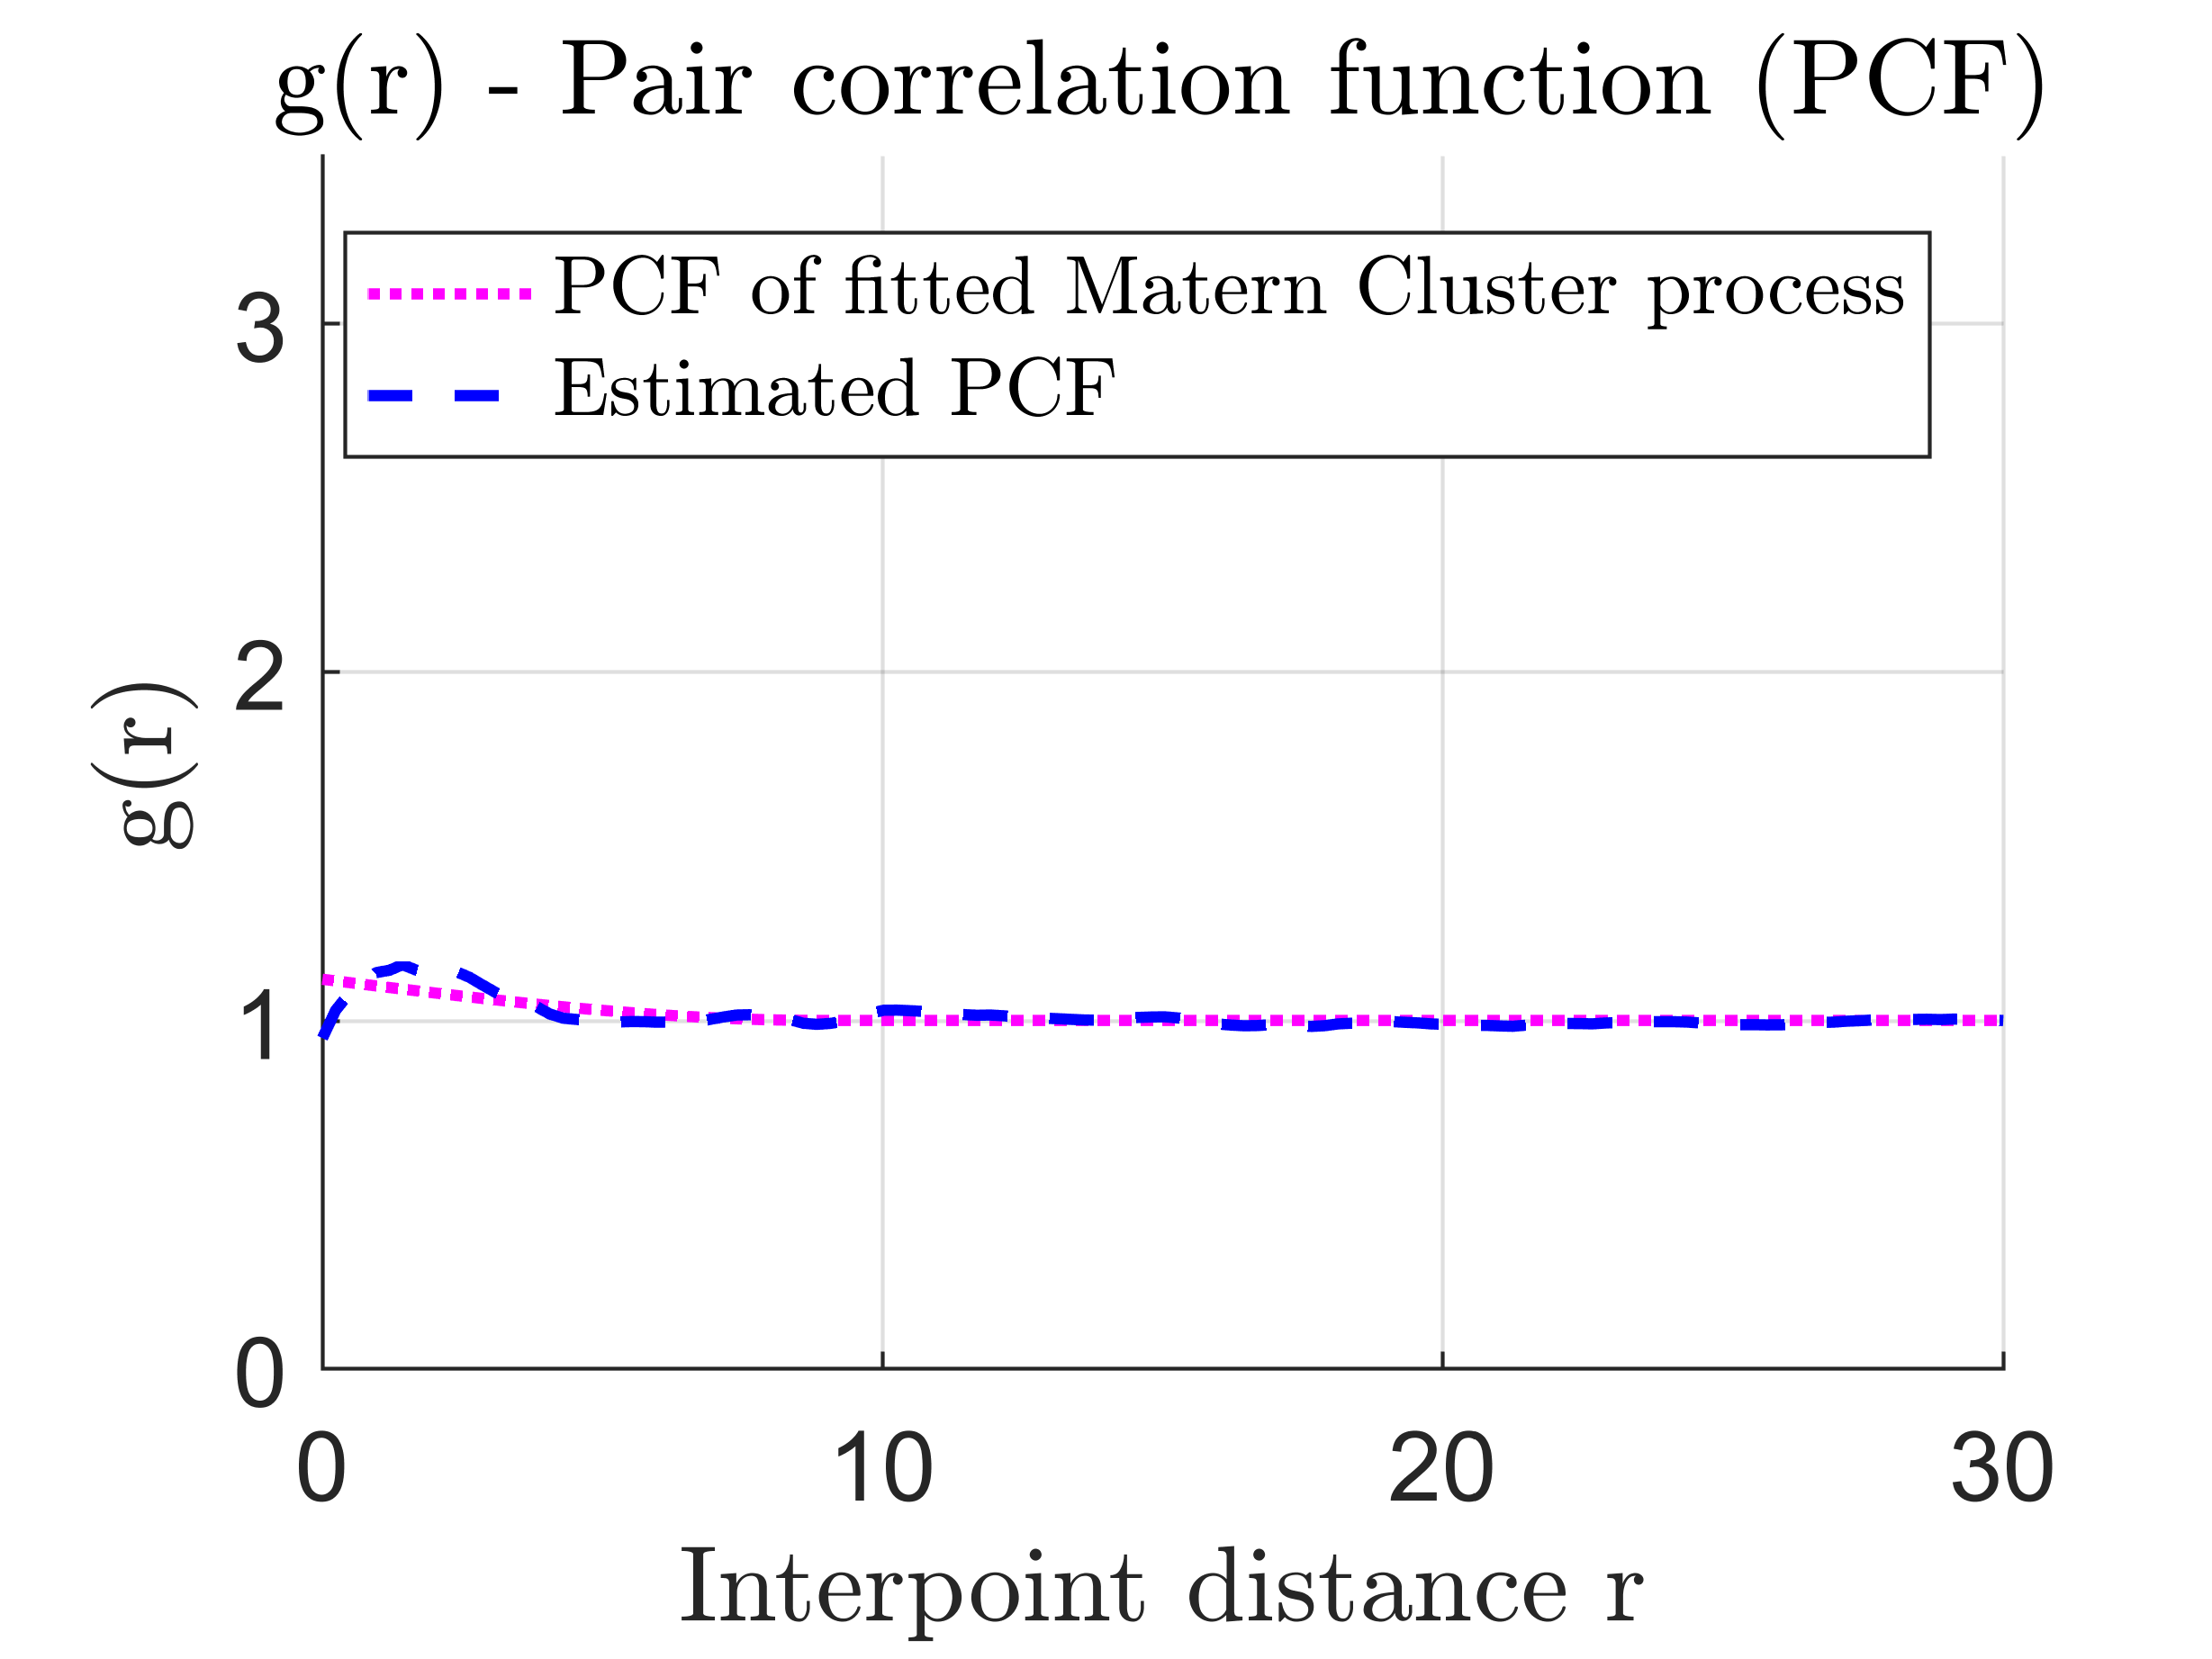 g(r) - Pair correlation function (PCF)
PCF of fitted Matern Cluster process
Estimated PCF
3
2
1
0
g(r)
0 10 20 30
Interpoint distance r